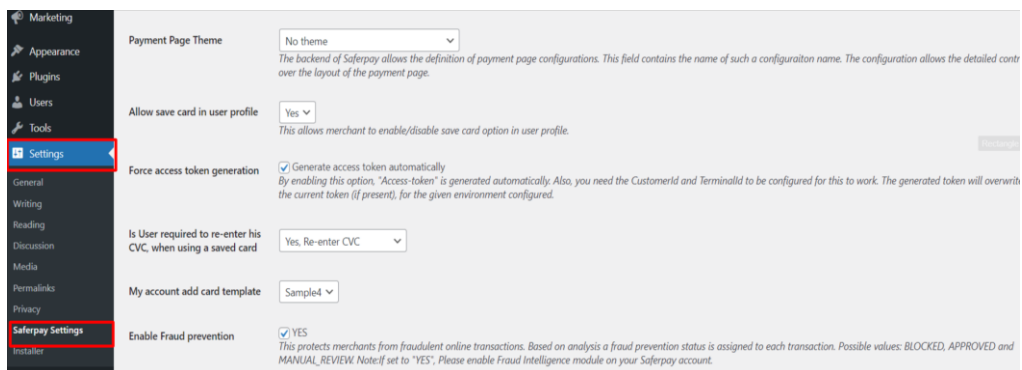 Marketing
Appearance
Plugins
Users
Tools
Settings
General
Writing
Reading
Discussion
Media
Permalinks
Privacy
Saferpay Settings
Installer
Payment Page Theme
No theme
The backend of Saferpay allows the definition of payment page configurations. This field contains the name of such a configuraiton name. The configuration allows the detailed contr
over the layout of the payment page.
Allow save card in user profile
Yes
This allows merchant to enable/disable save card option in user profile.
Force access token generation
Generate access token automatically
By enabling this option, "Access-token" is generated automatically. Also, you need the CustomerId and TerminalId to be configured for this to work. The generated token will overwrite
the current token (if present), for the given environment configured.
Is User required to re-enter his
CVC, when using a saved card
Yes, Re-enter CVC
My account add card template
Sample4
Enable Fraud prevention
YES
This protects merchants from fraudulent online transactions. Based on analysis a fraud prevention status is assigned to each transaction. Possible values: BLOCKED, APPROVED and
MANUAL_REVIEW. Note:If set to "YES", Please enable Fraud Intelligence module on your Saferpay account.